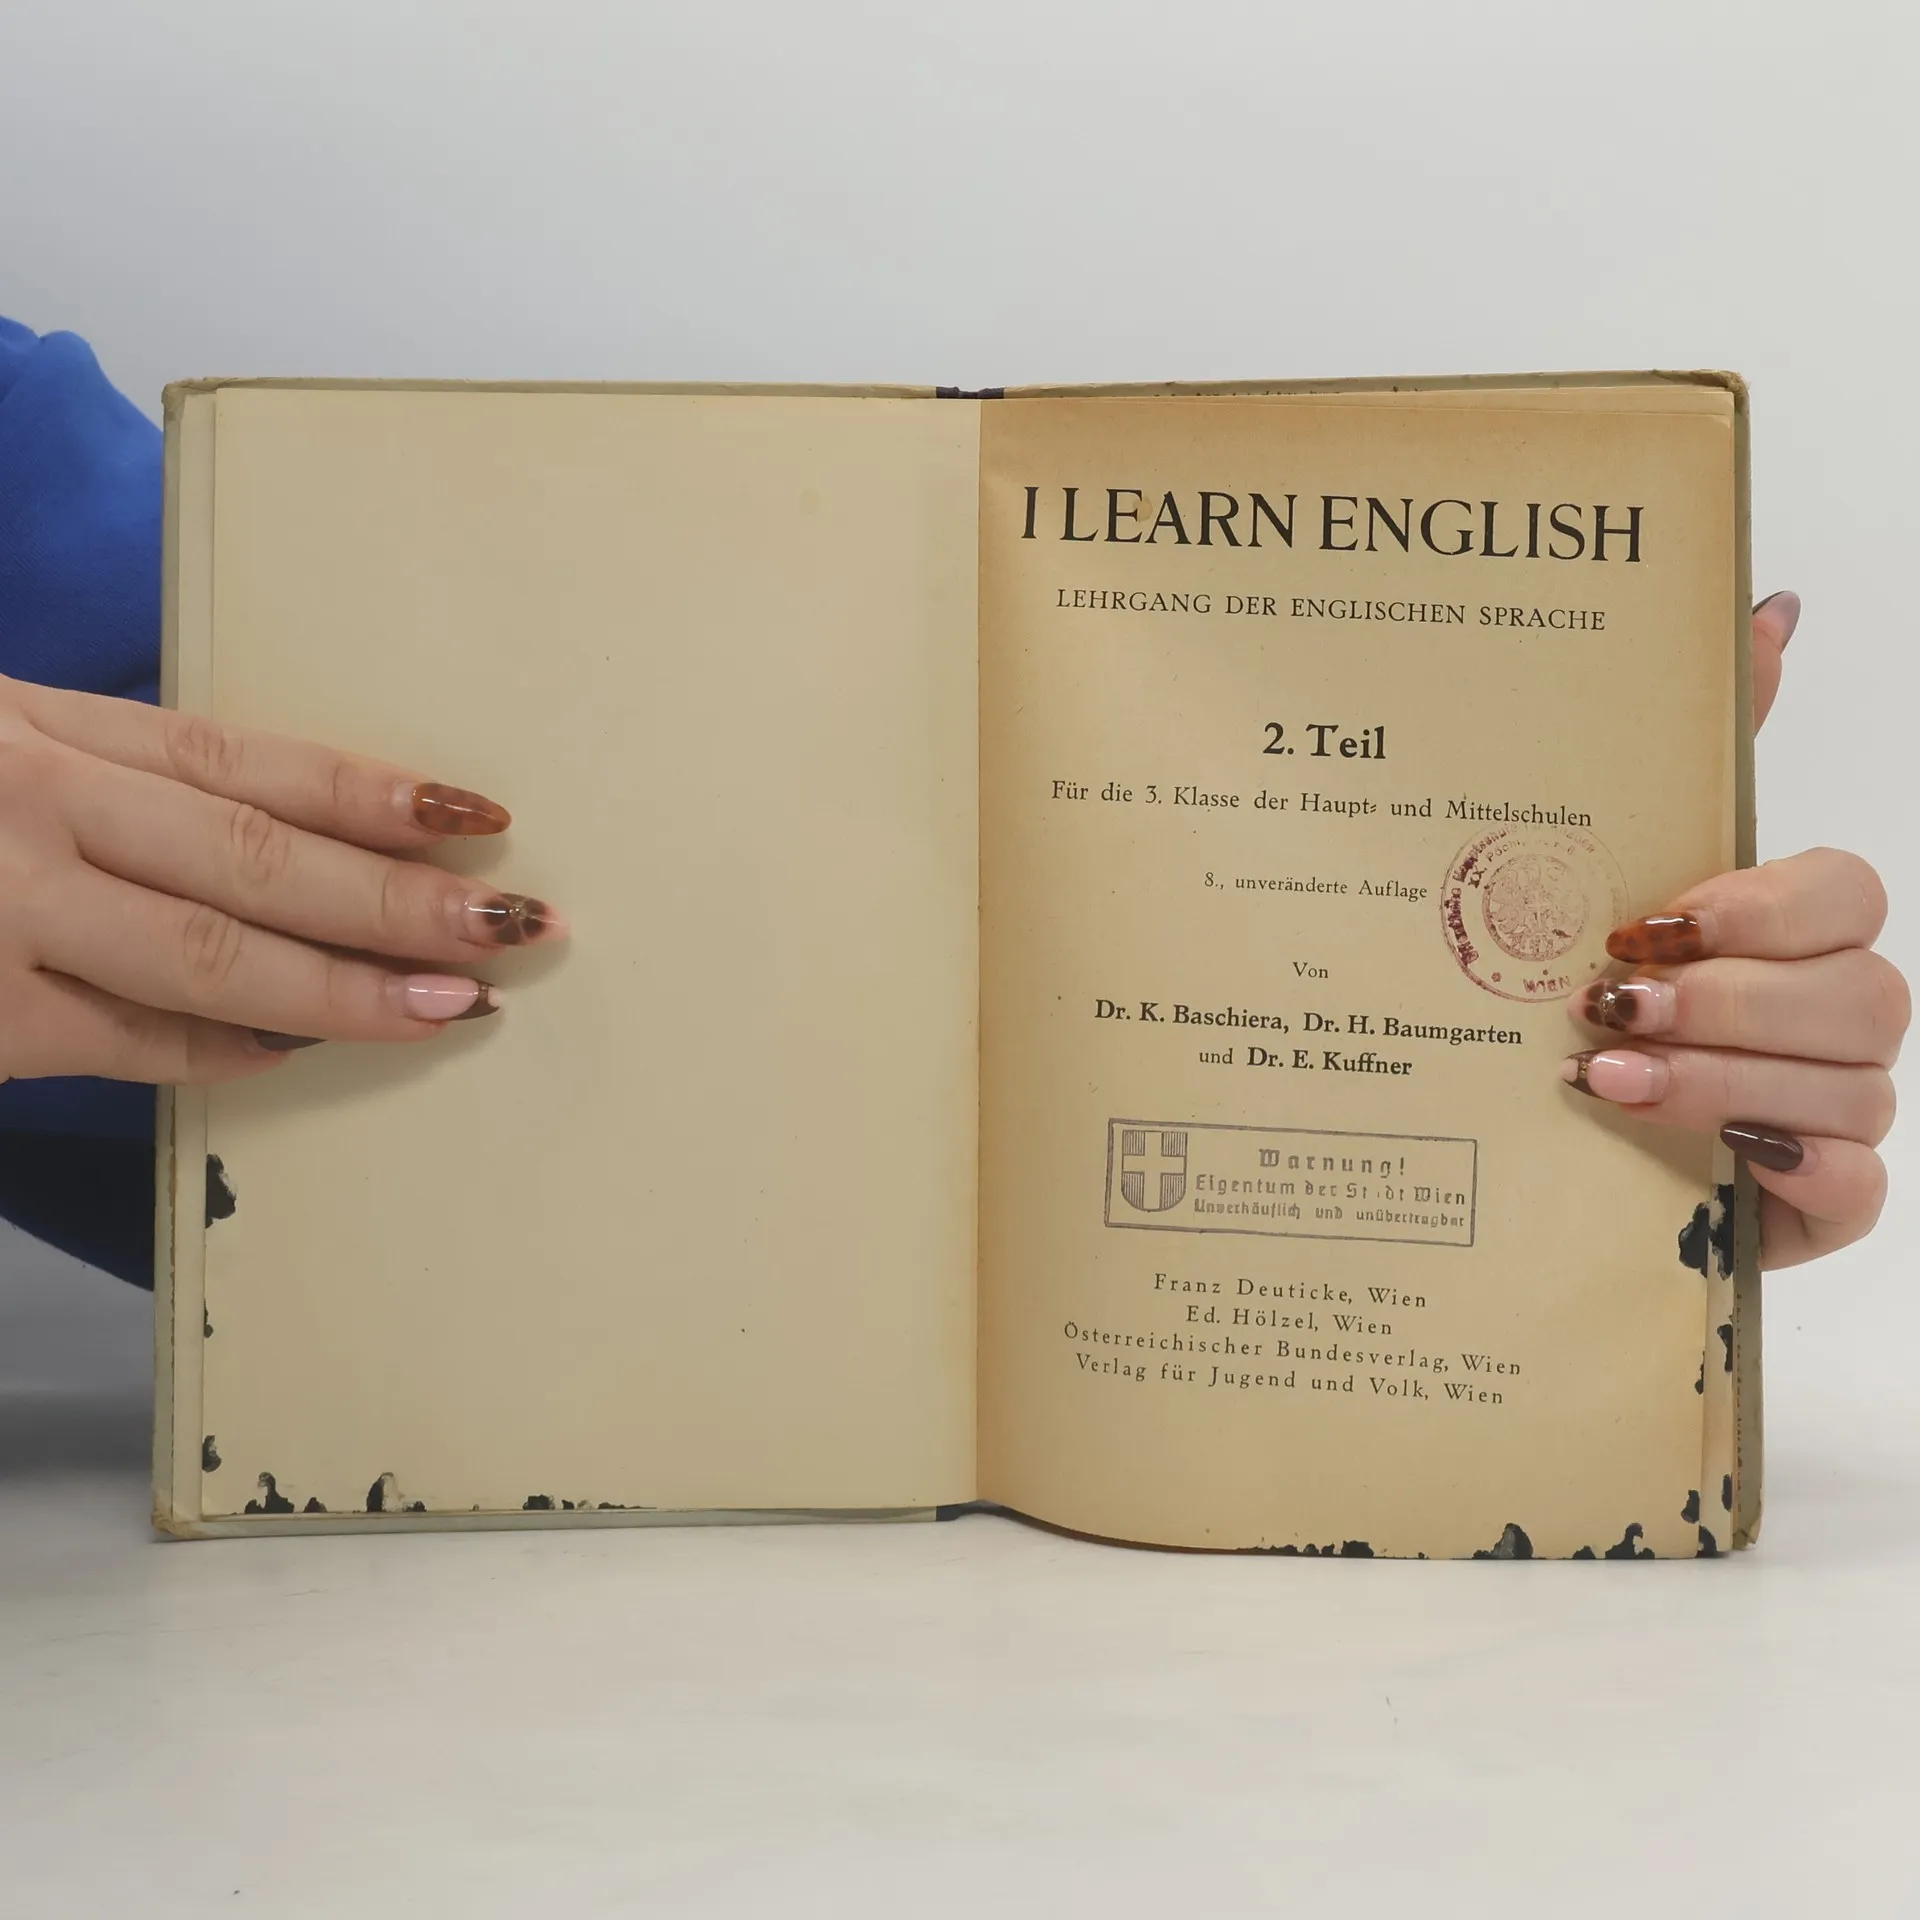 I LEARN ENGLISH
LEHRGANG DER ENGLISCHEN SPRACHE
2. Teil
Für die 3. Klasse der Haupt- und Mittelschulen
8., unveränderte Auflage
WIEN
Von
Dr. K. Baschiera, Dr. H. Baumgarten
und Dr. E. Kuffner
Warnung!
Eigentum der Stadt Wien
Unverkäuflich und unübertragbar
Franz Deuticke, Wien
Ed. Hölzel, Wien
Österreichischer Bundesverlag, Wien
Verlag für Jugend und Volk, Wien